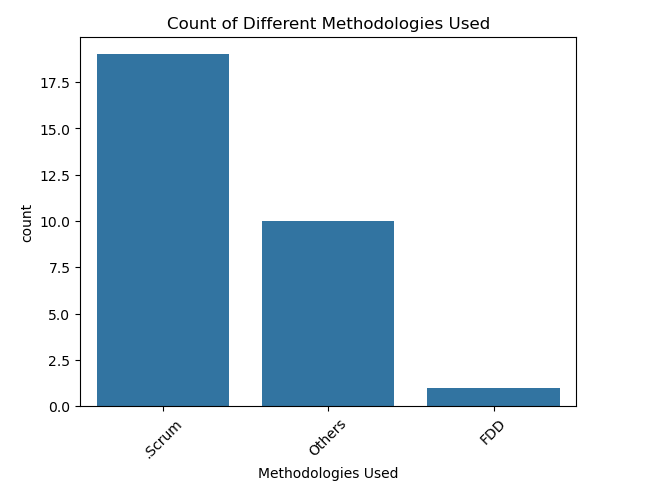 Count of Different Methodologies Used
17.5
15.0
12.5
10.0
7.5
5.0
2.5
0.0
count
.Scrum
Others
FDD
Methodologies Used